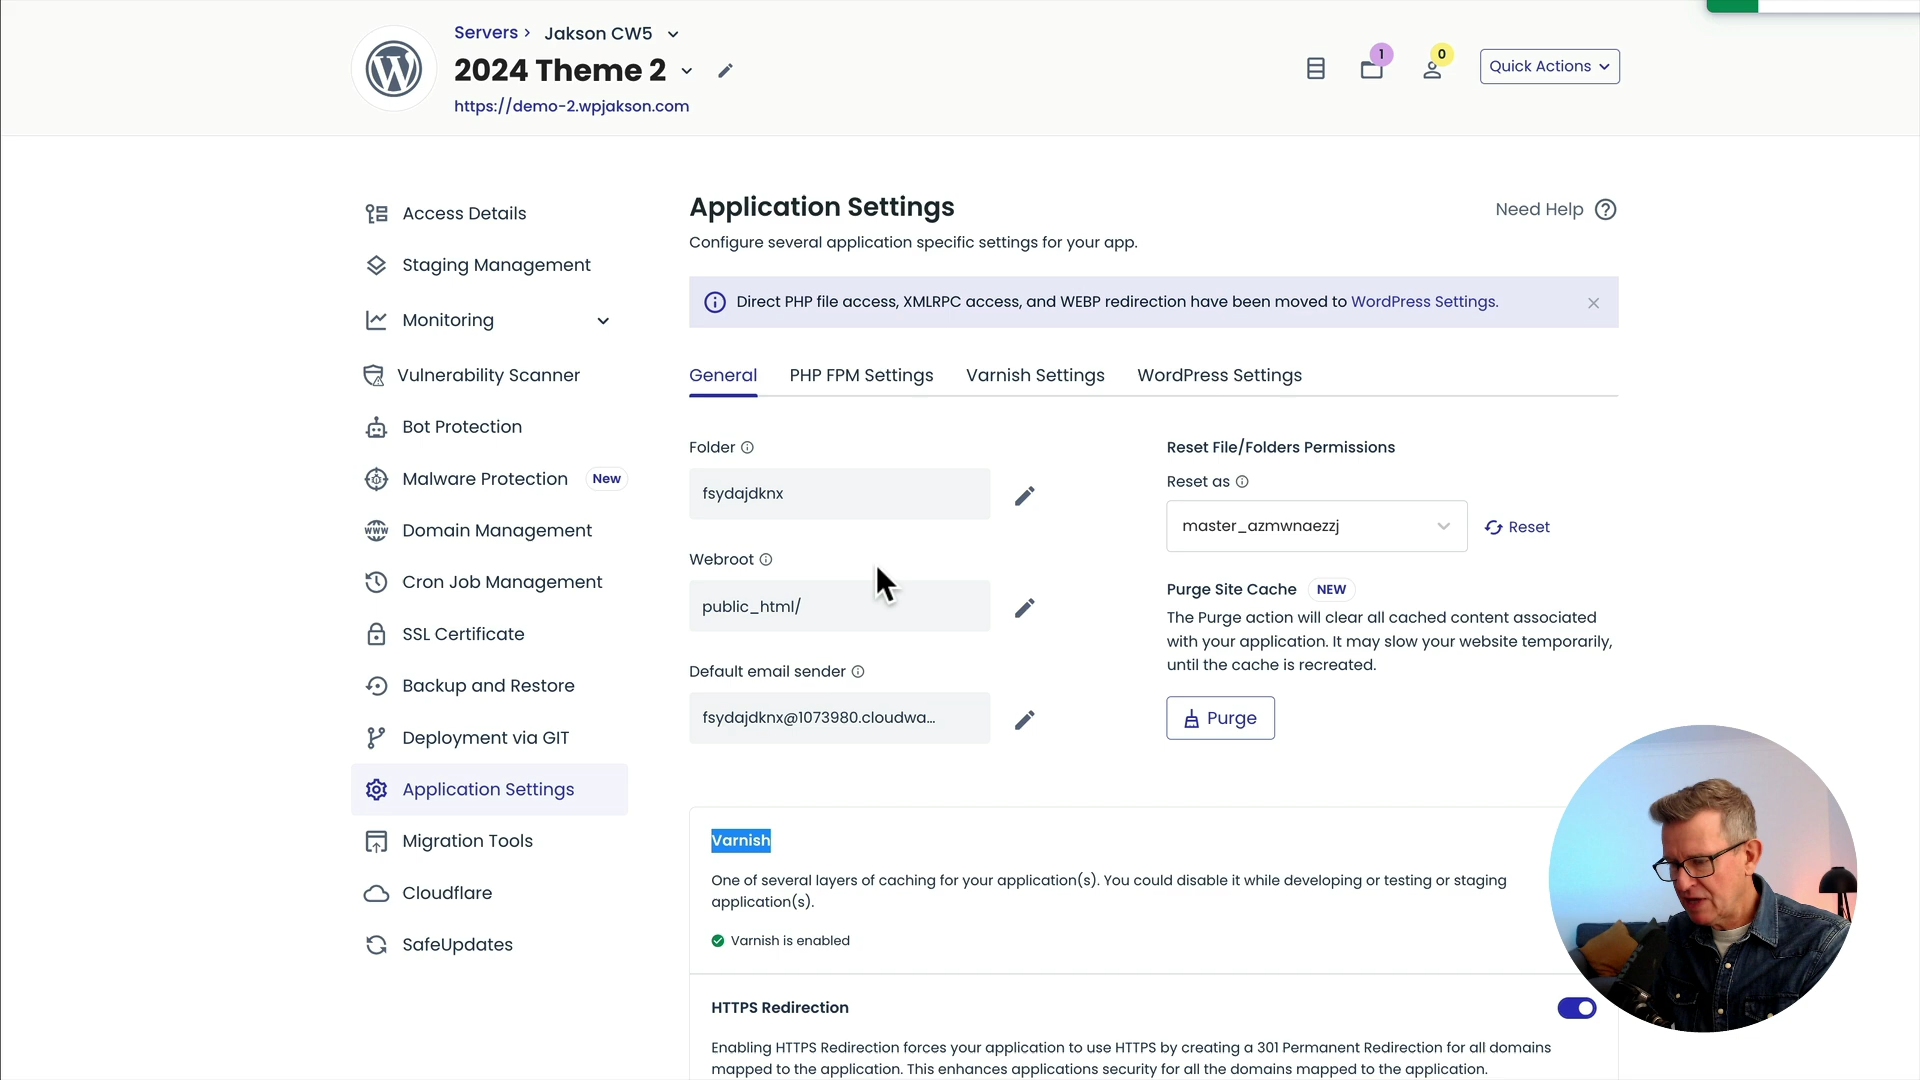 Servers › Jakson CW5
2024 Theme 2
https://demo-2.wpjakson.com
1
0
Quick Actions
Access Details
Staging Management
Monitoring
Vulnerability Scanner
Bot Protection
Malware Protection New
Domain Management
Cron Job Management
SSL Certificate
Backup and Restore
Deployment via GIT
Application Settings
Migration Tools
Cloudflare
SafeUpdates
Application Settings
Need Help
Configure several application specific settings for your app.
Direct PHP file access, XMLRPC access, and WEBP redirection have been moved to WordPress Settings.
General PHP FPM Settings Varnish Settings WordPress Settings
Folder
fsydajdknx
Webroot
public_html/
Default email sender
fsydajdknx@1073980.cloudwa...
Reset File/Folders Permissions
Reset as
master_azmwnaezzj
Reset
Purge Site Cache NEW
The Purge action will clear all cached content associated
with your application. It may slow your website temporarily,
until the cache is recreated.
Purge
Varnish
One of several layers of caching for your application(s). You could disable it while developing or testing or staging
application(s).
Varnish is enabled
HTTPS Redirection
Enabling HTTPS Redirection forces your application to use HTTPS by creating a 301 Permanent Redirection for all domains
mapped to the application. This enhances applications security for all the domains mapped to the application.